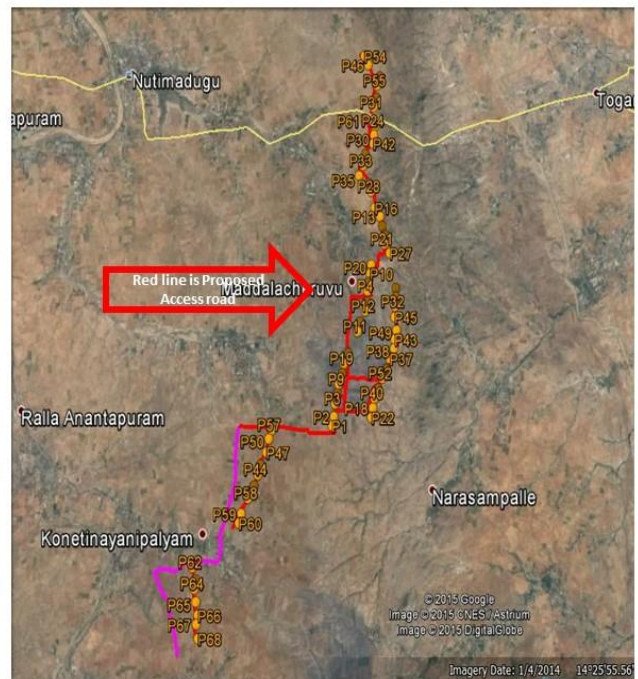 P54
P46
P55
Nutimadugu
Toga
P31
apuram
P61
P24
P30
P42
P33
P35
P28
P16
P13
P21
P27
P20
P10
Red line is Proposed
Access road
Maddalacheruvu
P4
P32
P12
P45
P11
P49
P43
P38
P37
P19
P9
P52
P3
P40
P18
Ralla Anantapuram
P2
P22
P57
P1
P50
P47
P44
P58
Narasampalle
P59
P60
Konetinayanipalyam
P62
P64
P65
P66
P67
P68
© 2015 Google
Image © 2015 CNES / Astrium
Image © 2015 DigitalGlobe
Imagery Date: 1/4/2014 14°25'55.56"